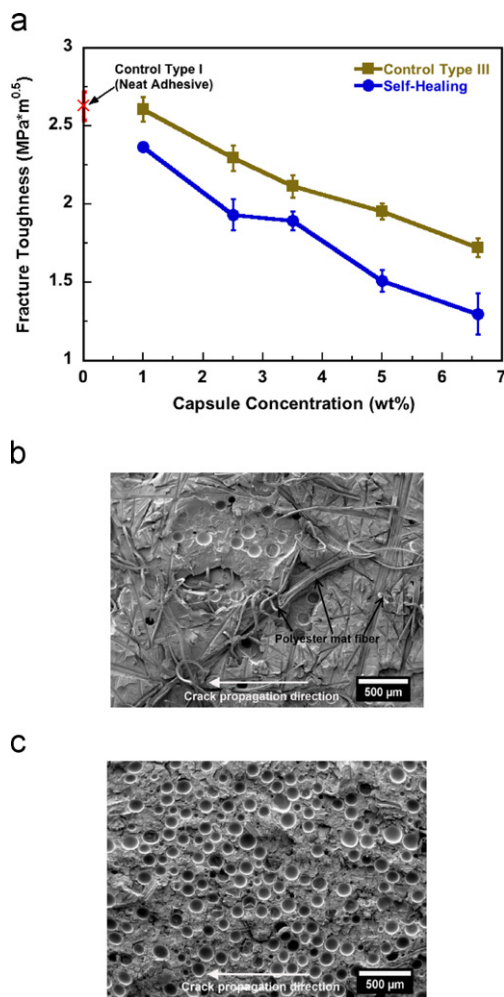 a
3
2.5
2
1.5
1
Fracture Toughness (MPa*m^0.5)
Control Type I
(Neat Adhesive)
Control Type III
Self-Healing
0 1 2 3 4 5 6 7
Capsule Concentration (wt%)
b
Polyester mat fiber
Crack propagation direction
500 µm
c
Crack propagation direction
500 µm